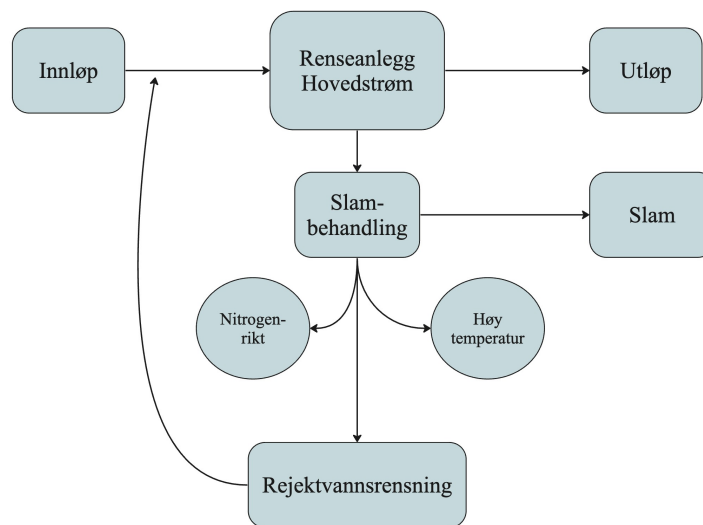 Innløp
Renseanlegg
Hovedstrøm
Utløp
Slam-
behandling
Slam
Nitrogen-
rikt
Høy
temperatur
Rejektvannsrensning